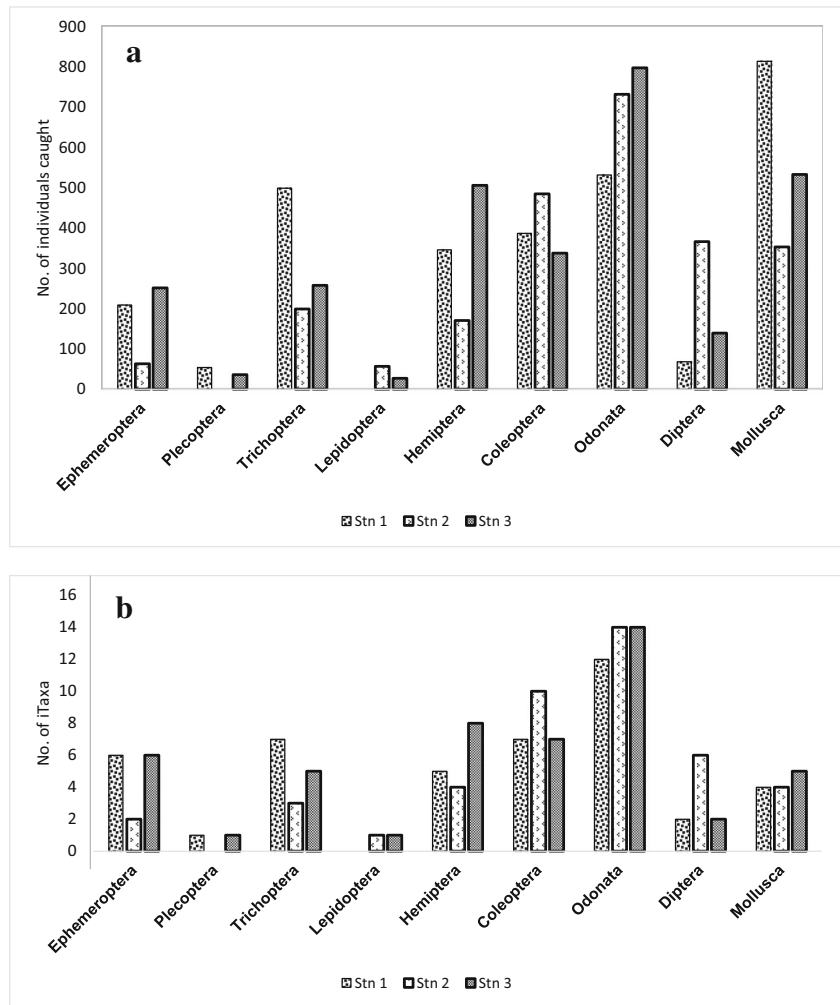 a
No. of individuals caught
900
800
700
600
500
400
300
200
100
0
Ephemeroptera
Plecoptera
Trichoptera
Lepidoptera
Hemiptera
Coleoptera
Odonata
Diptera
Mollusca
Stn 1 Stn 2 Stn 3
b
No. of iTaxa
16
14
12
10
8
6
4
2
0
Ephemeroptera
Plecoptera
Trichoptera
Lepidoptera
Hemiptera
Coleoptera
Odonata
Diptera
Mollusca
Stn 1 Stn 2 Stn 3